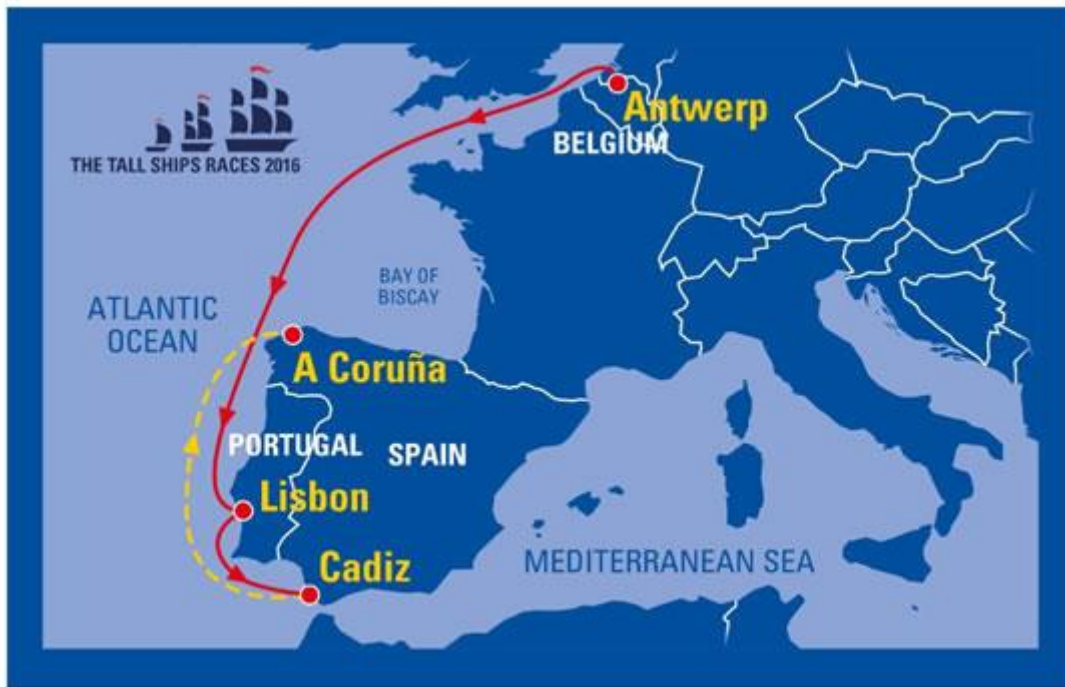 THE TALL SHIPS RACES 2016
Antwerp
BELGIUM
BAY OF
BISCAY
ATLANTIC
OCEAN
A Coruña
PORTUGAL
SPAIN
Lisbon
Cadiz
MEDITERRANEAN SEA